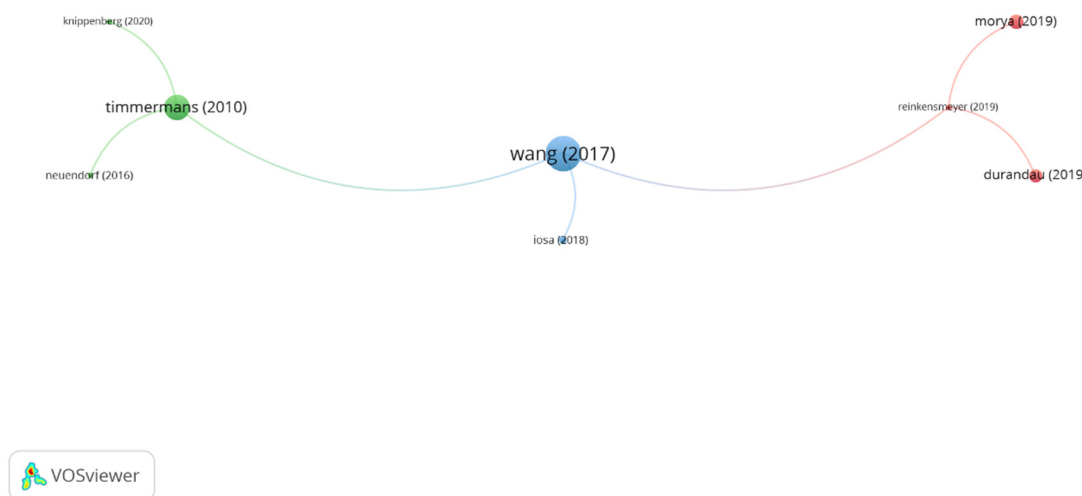 knippenberg (2020)
morya (2019)
timmermans (2010)
reinkensmeyer (2019)
wang (2017)
neuendorf (2016)
durandau (2019
iosa (2018)
VOSviewer